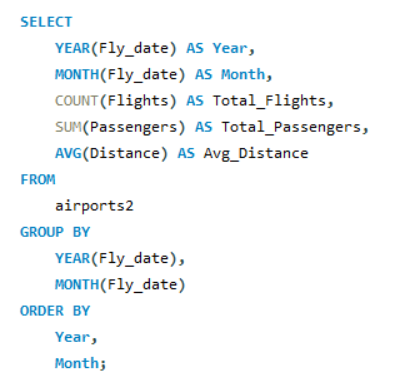 SELECT
    YEAR(Fly_date) AS Year,
    MONTH(Fly_date) AS Month,
    COUNT(Flights) AS Total_Flights,
    SUM(Passengers) AS Total_Passengers,
    AVG(Distance) AS Avg_Distance
FROM
    airports2
GROUP BY
    YEAR(Fly_date),
    MONTH(Fly_date)
ORDER BY
    Year,
    Month;